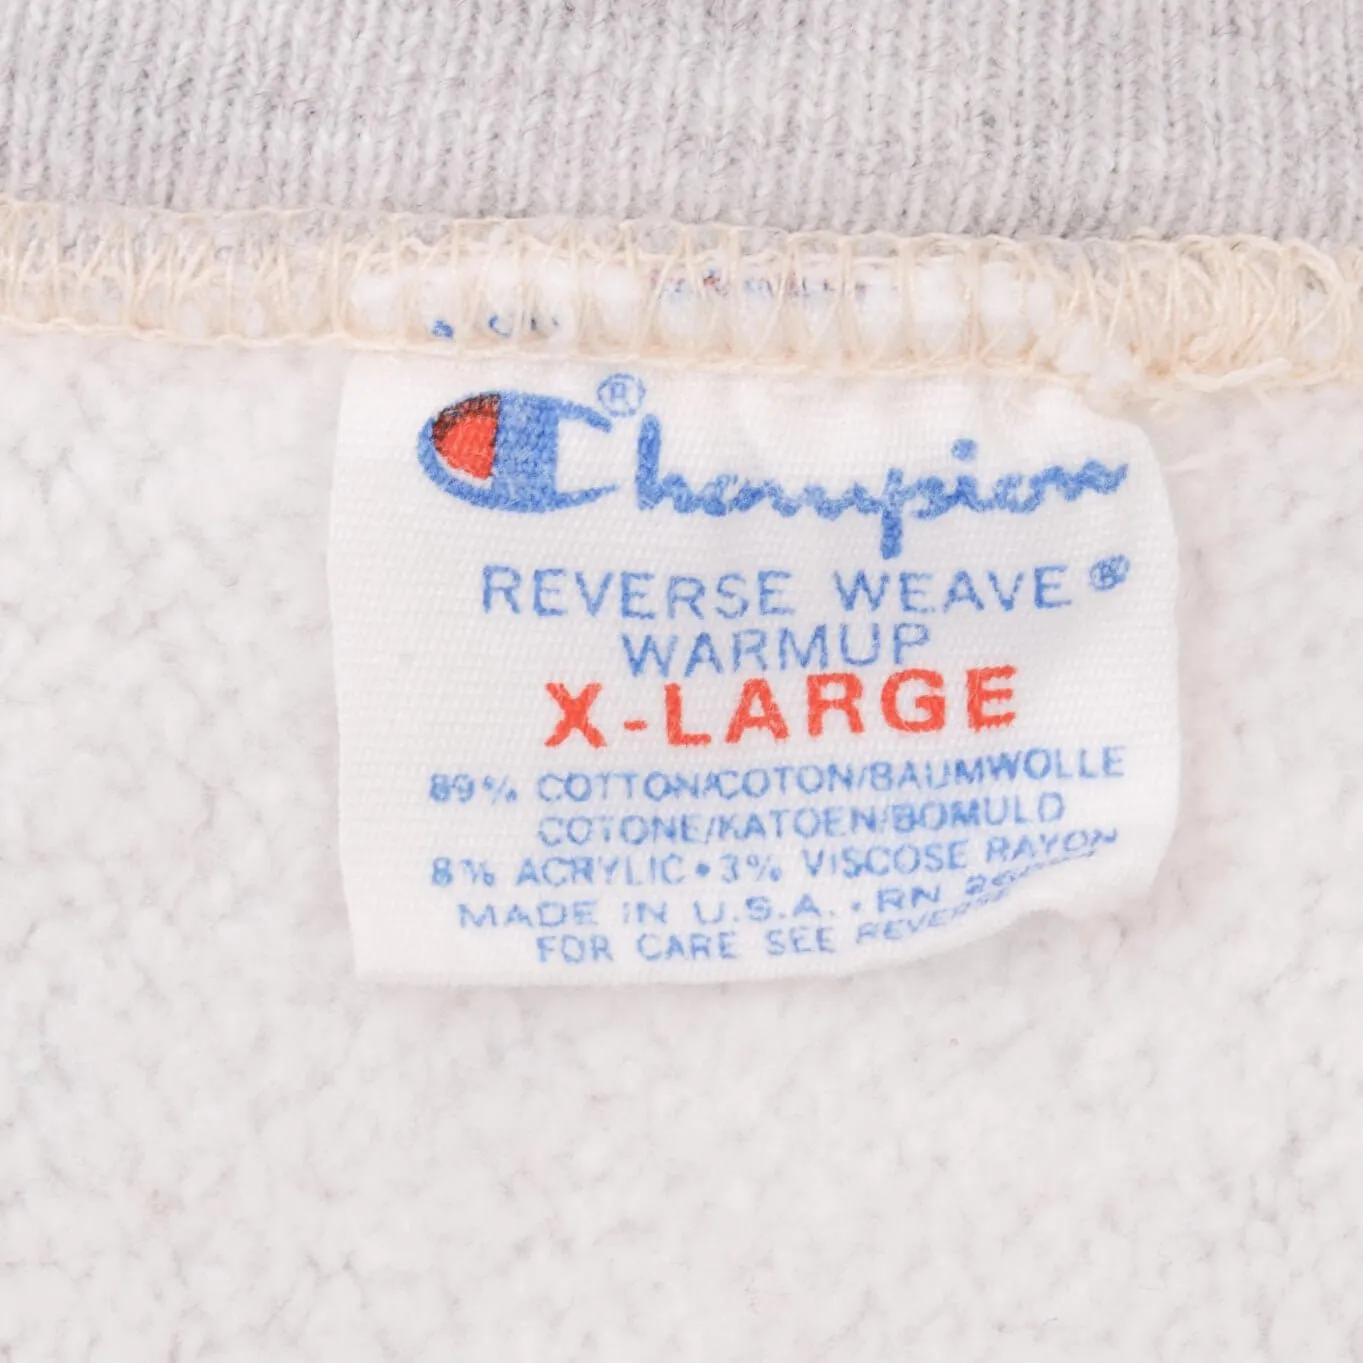 Champion®
REVERSE WEAVE®
WARMUP
X-LARGE
89% COTTON/COTON/BAUMWOLLE
COTONE/KATOEN/BOMULD
8% ACRYLIC • 3% VISCOSE RAYON
MADE IN U.S.A. • RN
FOR CARE SEE REVERSE